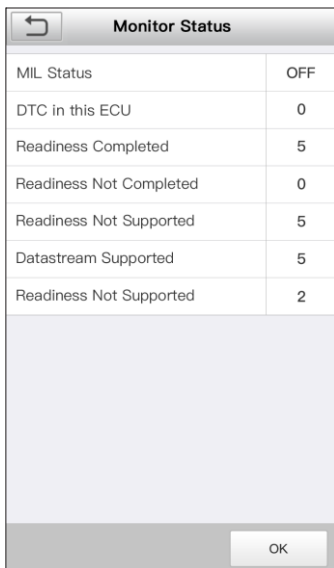 Monitor Status
MIL Status OFF
DTC in this ECU 0
Readiness Completed 5
Readiness Not Completed 0
Readiness Not Supported 5
Datastream Supported 5
Readiness Not Supported 2
OK